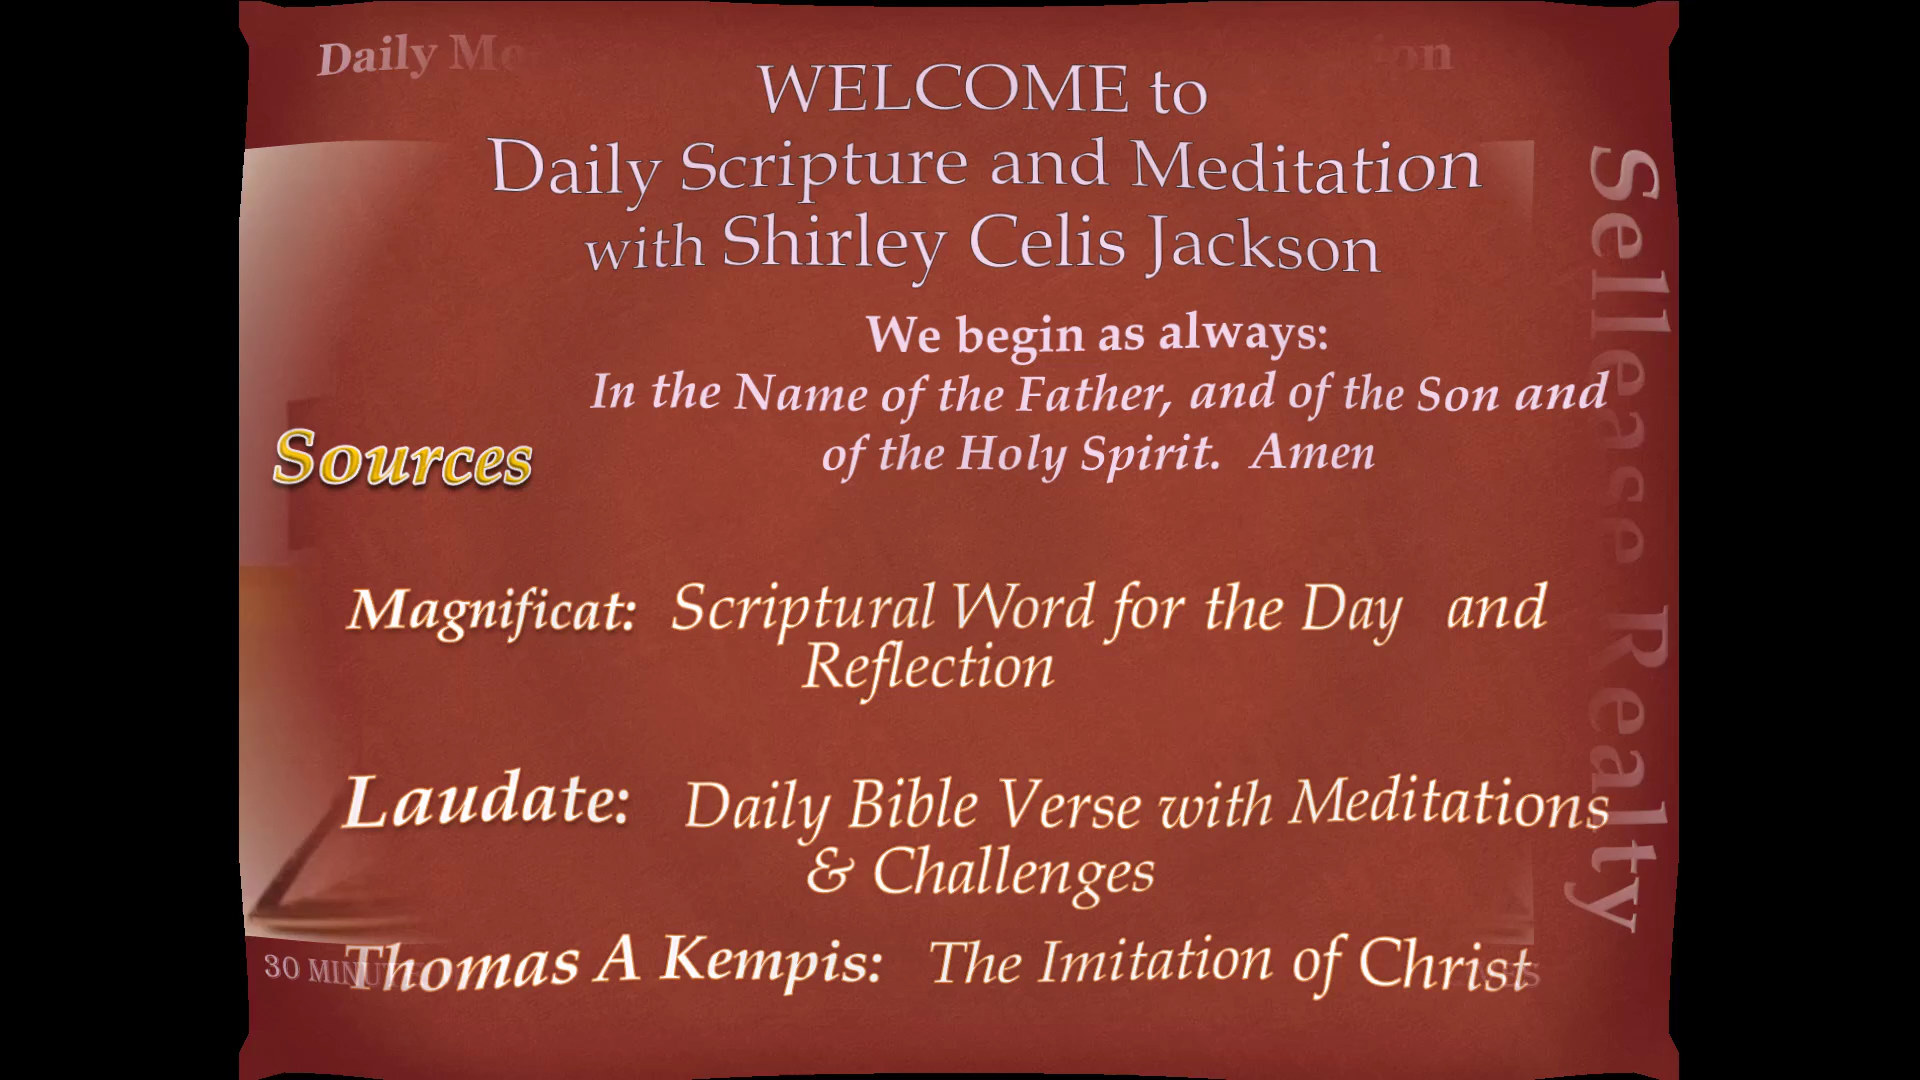 Daily
WELCOME to
Daily Scripture and Meditation
with Shirley Celis Jackson
We begin as always:
In the Name of the Father, and of the Son and
of the Holy Spirit. Amen
Sources
Magnificat: Scriptural Word for the Day and
Reflection
Laudate: Daily Bible Verse with Meditations
& Challenges
Thomas A Kempis: The Imitation of Christ
30
Sellease Realty